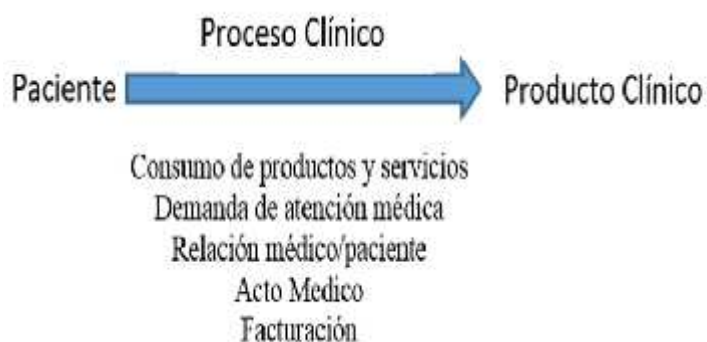 Proceso Clínico
Paciente
Producto Clínico
Consumo de productos y servicios
Demanda de atención médica
Relación médico/paciente
Acto Medico
Facturación